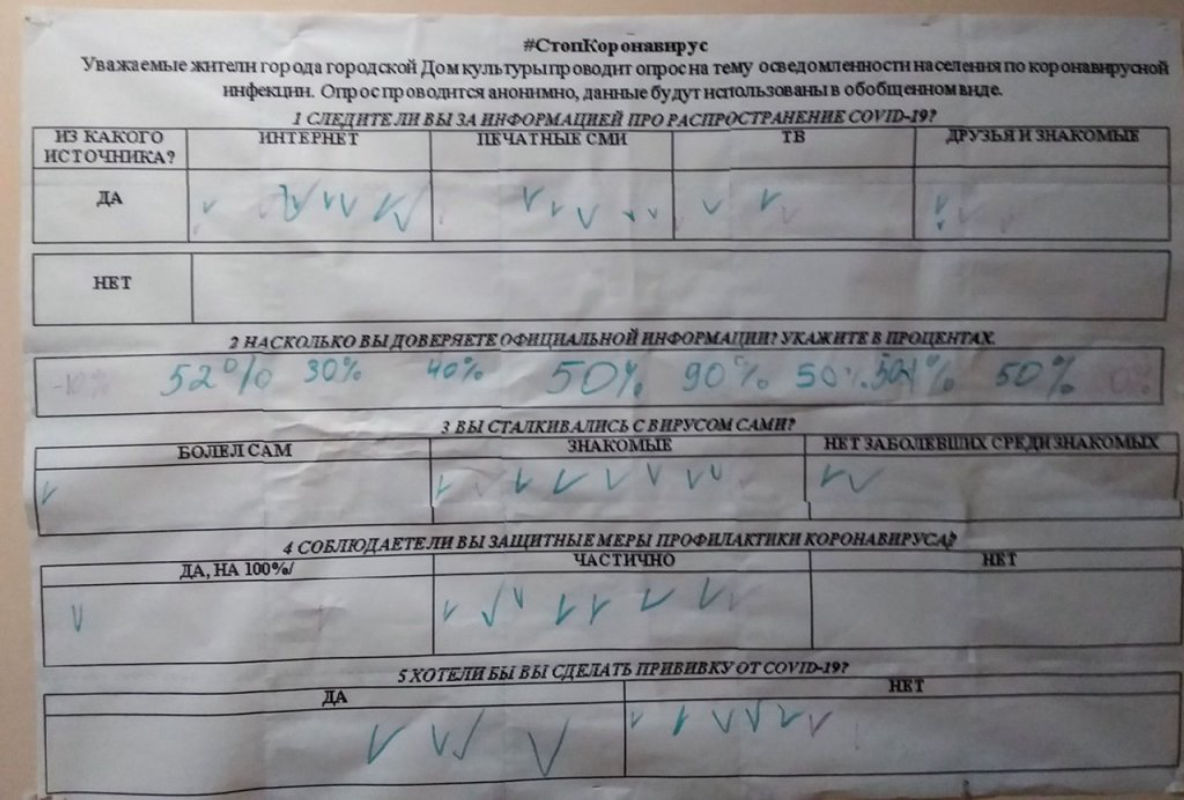 #СтопКоронавирус
Уважаемые жители города городской Дом культуры проводит опрос на тему осведомленности населения по коронавирусной
инфекции. Опрос проводится анонимно, данные будут использованы в обобщенном виде.
1 СЛЕДИТЕ ЛИ ВЫ ЗА ИНФОРМАЦИЕЙ ПРО РАСПРОСТРАНЕНИЕ COVID-19?
ИЗ КАКОГО ИНТЕРНЕТ ПЕЧАТНЫЕ СМИ ТВ ДРУЗЬЯ И ЗНАКОМЫЕ
ИСТОЧНИКА?
ДА
НЕТ
2 НАСКОЛЬКО ВЫ ДОВЕРЯЕТЕ ОФИЦИАЛЬНОЙ ИНФОРМАЦИИ? УКАЖИТЕ В ПРОЦЕНТАХ.
52% 30% 40% 50% 90% 50% 50% 0%
3 ВЫ СТАЛКИВАЛИСЬ С ВИРУСОМ САМИ?
БОЛЕЛ САМ ЗНАКОМЫЕ НЕТ ЗАБОЛЕВШИХ СРЕДИ ЗНАКОМЫХ
4 СОБЛЮДАЕТЕ ЛИ ВЫ ЗАЩИТНЫЕ МЕРЫ ПРОФИЛАКТИКИ КОРОНАВИРУСА?
ДА, НА 100%/ ЧАСТИЧНО НЕТ
5 ХОТЕЛИ БЫ ВЫ СДЕЛАТЬ ПРИВИВКУ ОТ COVID-19?
ДА НЕТ